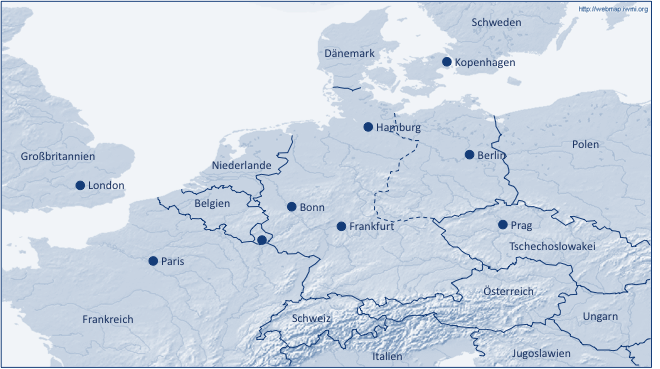 http://webmap.iwmi.org
Schweden
Dänemark
Kopenhagen
Hamburg
Polen
Großbritannien
Berlin
Niederlande
London
Belgien
Bonn
Frankfurt
Prag
Tschechoslowakei
Paris
Österreich
Frankreich
Schweiz
Ungarn
Italien
Jugoslawien